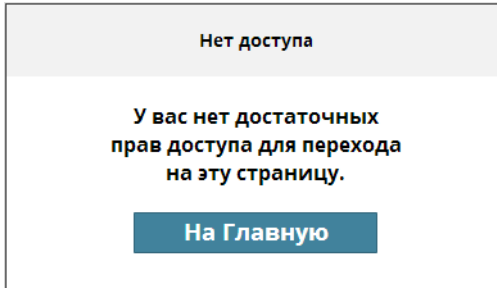 Нет доступа
У вас нет достаточных
прав доступа для перехода
на эту страницу.
На Главную